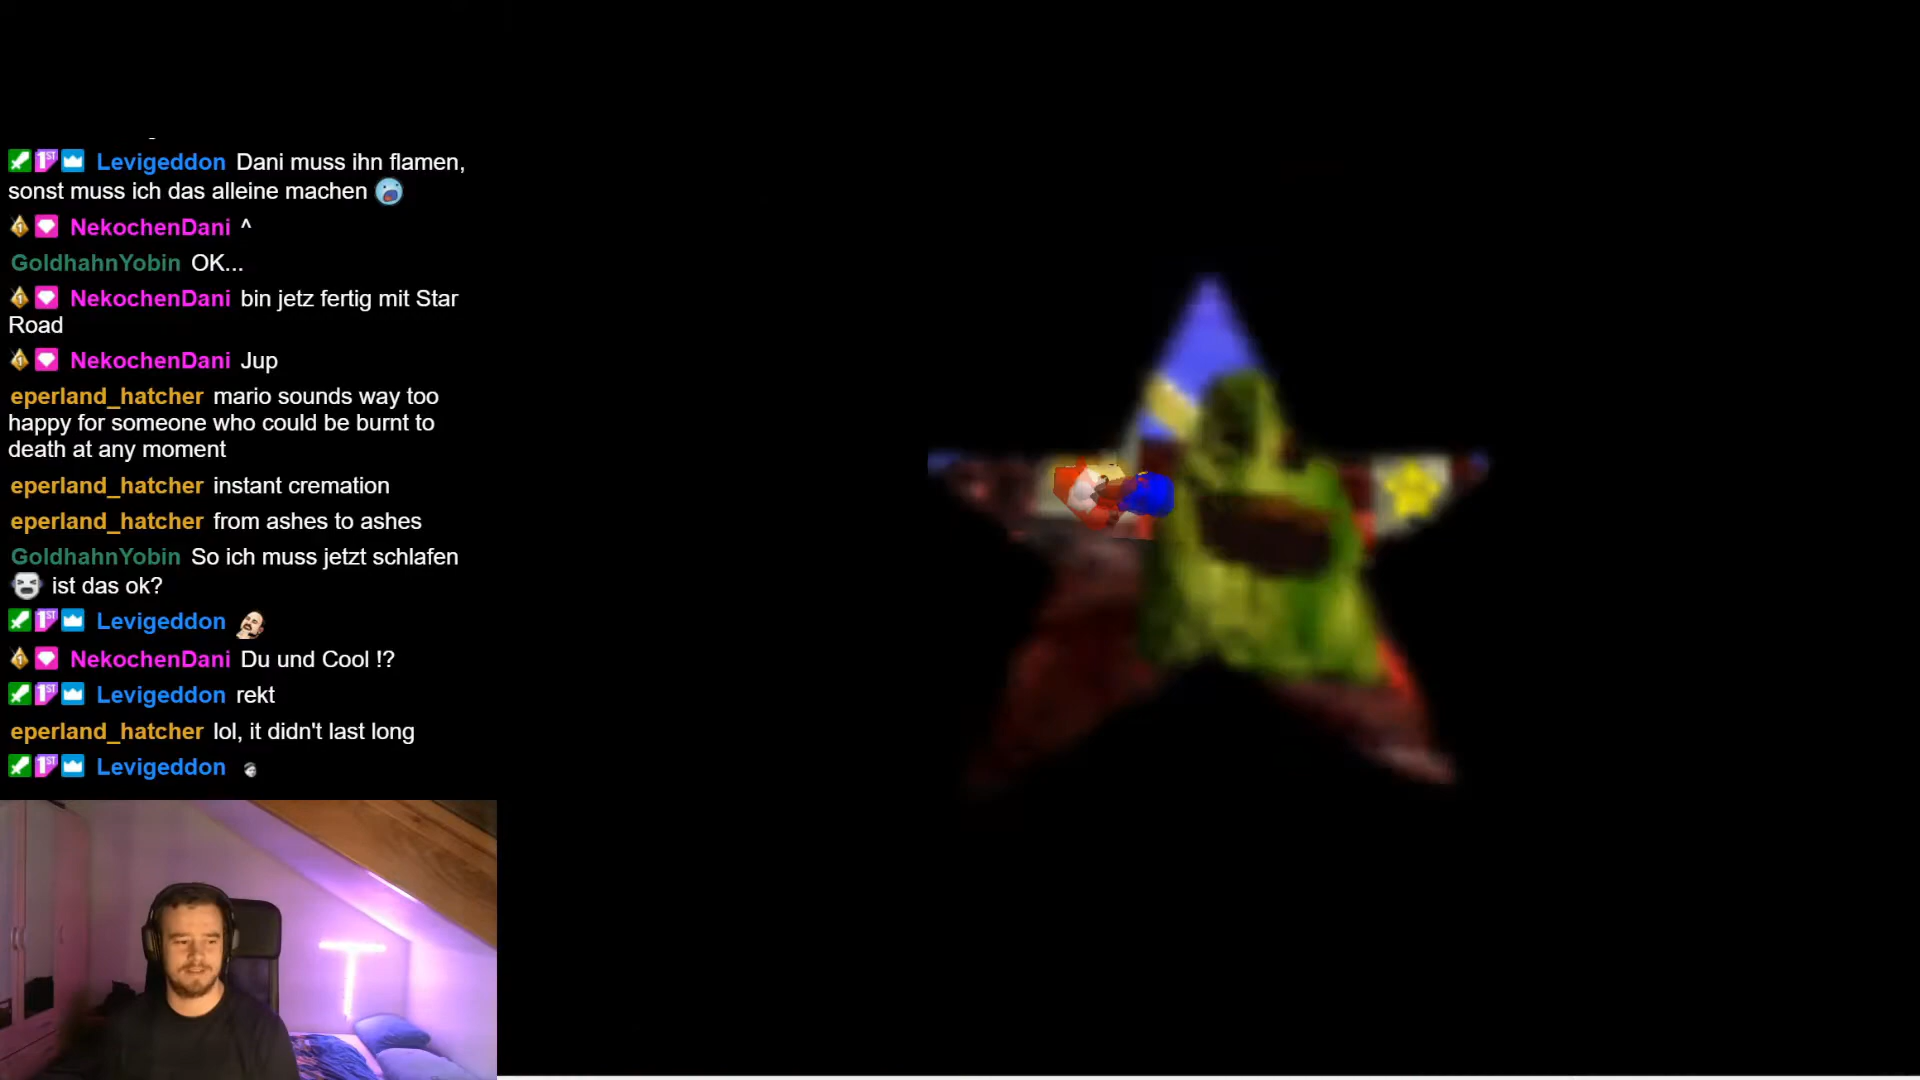 Levigeddon Dani muss ihn flamen,
sonst muss ich das alleine machen
NekochenDani ^
GoldhahnYobin OK...
NekochenDani bin jetz fertig mit Star
Road
NekochenDani Jup
eperland_hatcher mario sounds way too
happy for someone who could be burnt to
death at any moment
eperland_hatcher instant cremation
eperland_hatcher from ashes to ashes
GoldhahnYobin So ich muss jetzt schlafen
ist das ok?
Levigeddon
NekochenDani Du und Cool !?
Levigeddon rekt
eperland_hatcher lol, it didn't last long
Levigeddon